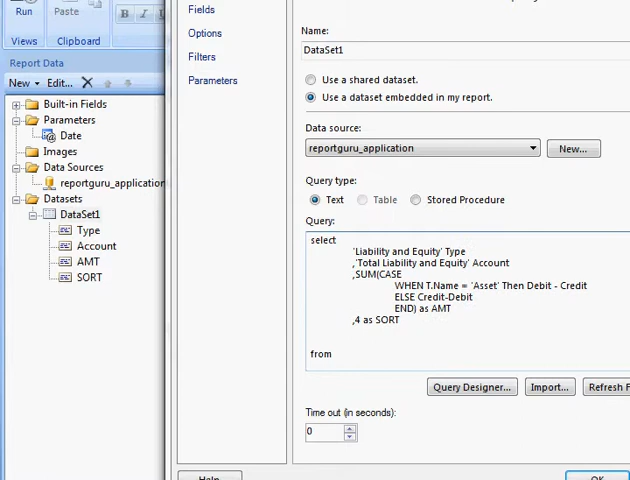 Run
Paste
B I U
Views
Clipboard
Report Data
New
Edit...
Built-in Fields
Parameters
Date
Images
Data Sources
reportguru_application
Datasets
DataSet1
Type
Account
AMT
SORT
Fields
Options
Filters
Parameters
Name:
DataSet1
Use a shared dataset.
Use a dataset embedded in my report.
Data source:
reportguru_application
New...
Query type:
Text
Table
Stored Procedure
Query:
select
'Liability and Equity' Type
,'Total Liability and Equity' Account
,SUM(CASE
WHEN T.Name = 'Asset' Then Debit - Credit
ELSE Credit-Debit
END) as AMT
,4 as SORT
from
Query Designer...
Import...
Refresh F
Time out (in seconds):
0
Help
OK